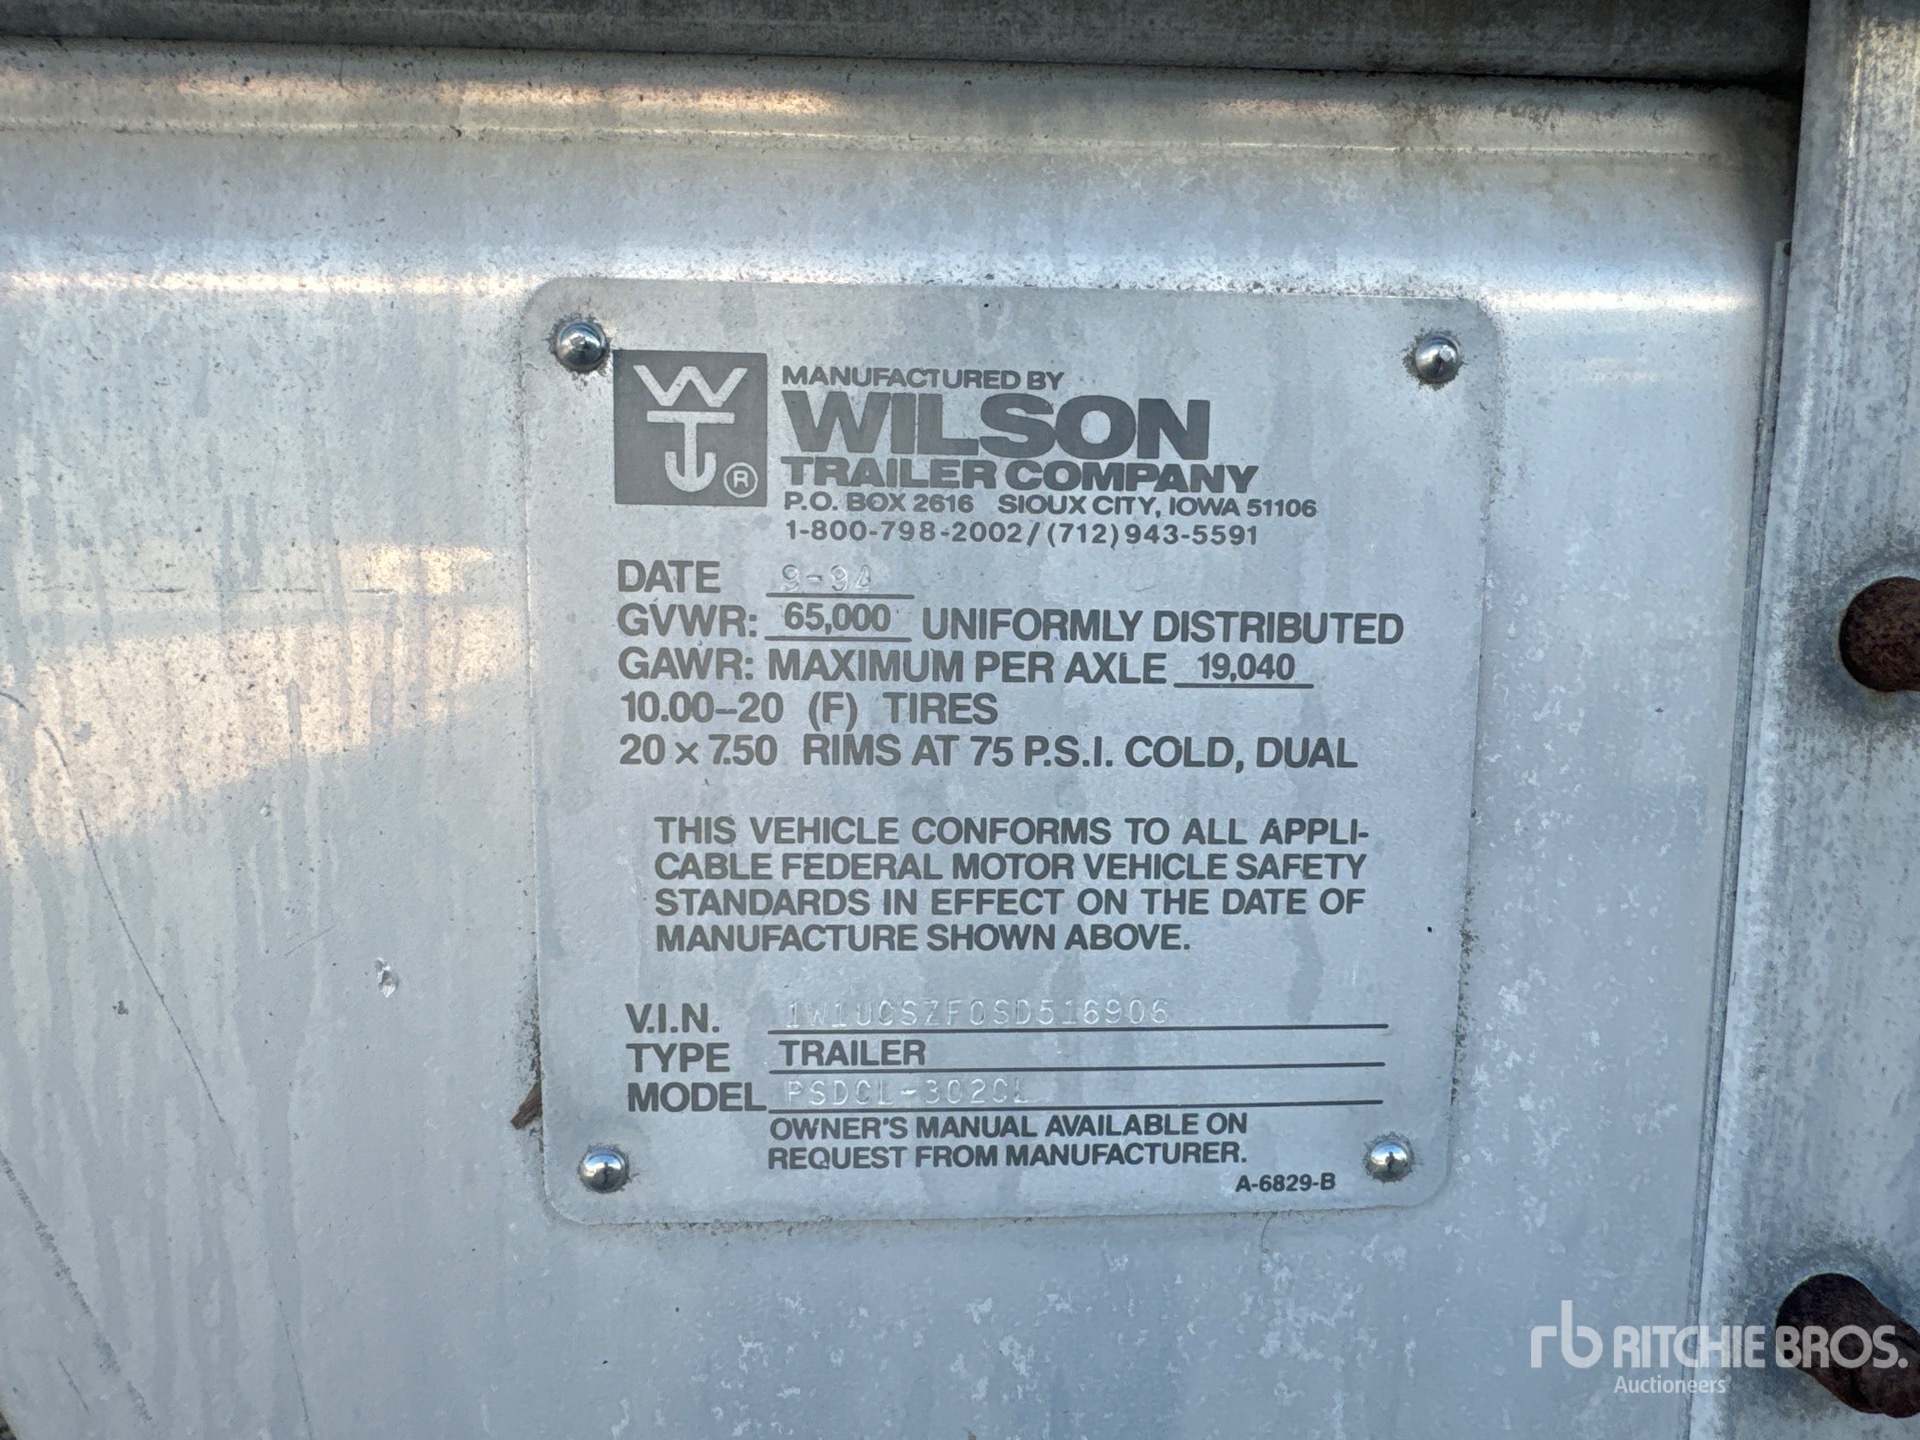 WT
®
MANUFACTURED BY
WILSON
TRAILER COMPANY
P.O. BOX 2616 SIOUX CITY, IOWA 51106
1-800-798-2002/(712)943-5591
DATE 9-94
GVWR: 65,000 UNIFORMLY DISTRIBUTED
GAWR: MAXIMUM PER AXLE 19,040
10.00-20 (F) TIRES
20 x 7.50 RIMS AT 75 P.S.I. COLD, DUAL
THIS VEHICLE CONFORMS TO ALL APPLI-
CABLE FEDERAL MOTOR VEHICLE SAFETY
STANDARDS IN EFFECT ON THE DATE OF
MANUFACTURE SHOWN ABOVE.
V.I.N. 1W1UCSZF0SD516906
TYPE TRAILER
MODEL PSDCL-302CL
OWNER'S MANUAL AVAILABLE ON
REQUEST FROM MANUFACTURER.
A-6829-B
rb RITCHIE BROS.
Auctioneers